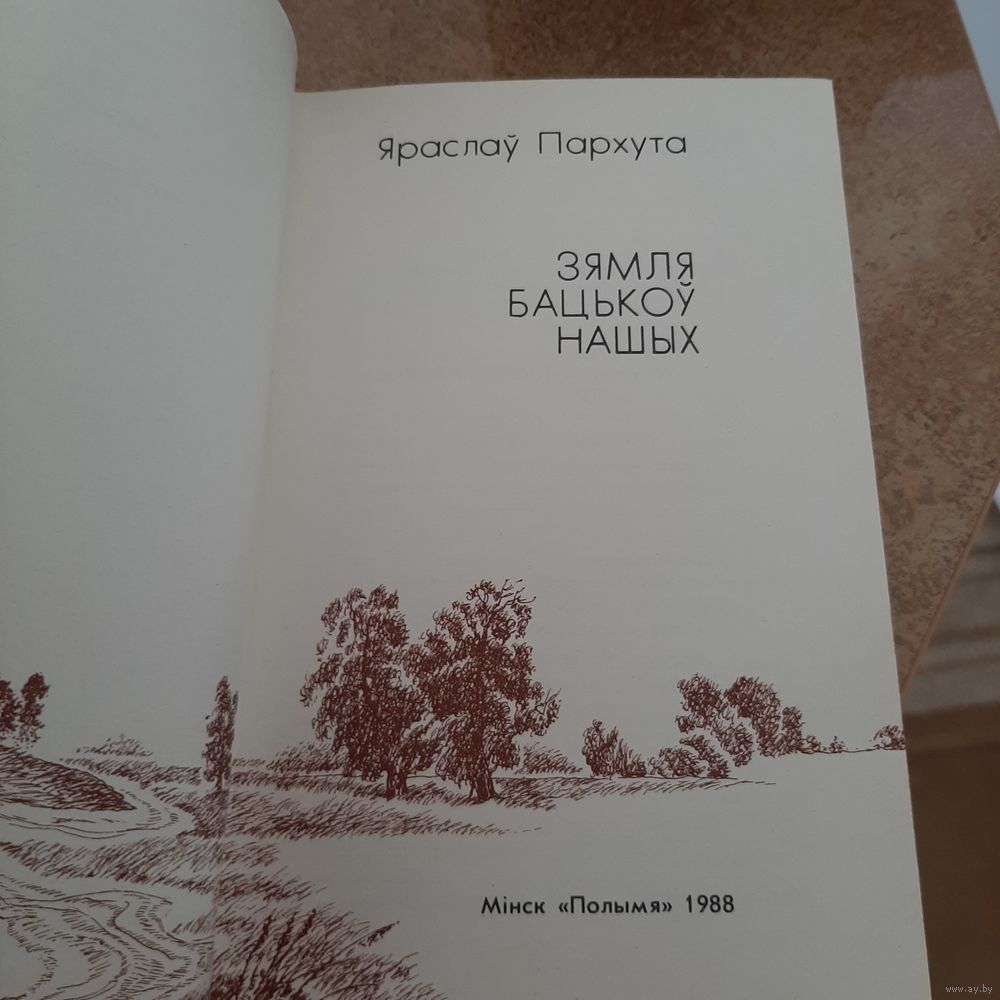 Яраслаў Пархута
ЗЯМЛЯ
БАЦЬКОЎ
НАШЫХ
Мінск «Полымя» 1988
www.ay.by